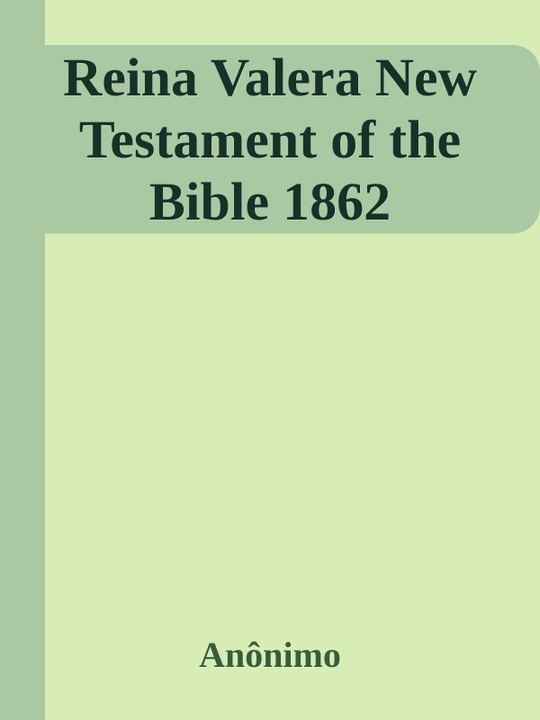 Reina Valera New
Testament of the
Bible 1862
Anônimo